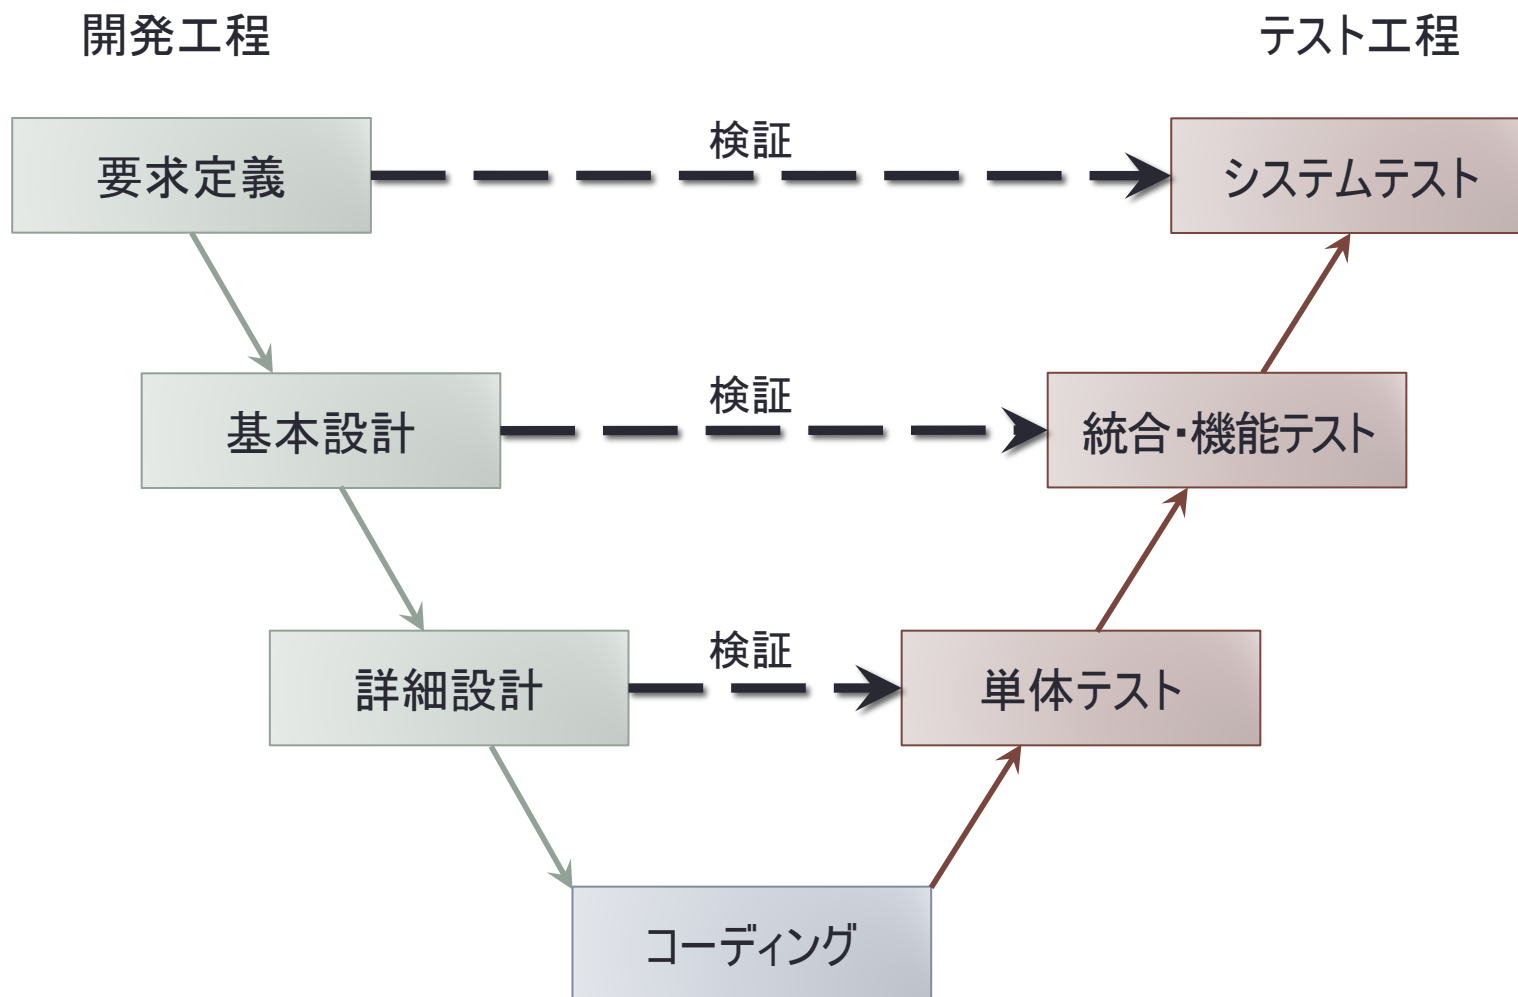 開発工程
テスト工程
要求定義
検証
システムテスト
基本設計
検証
統合・機能テスト
詳細設計
検証
単体テスト
コーディング